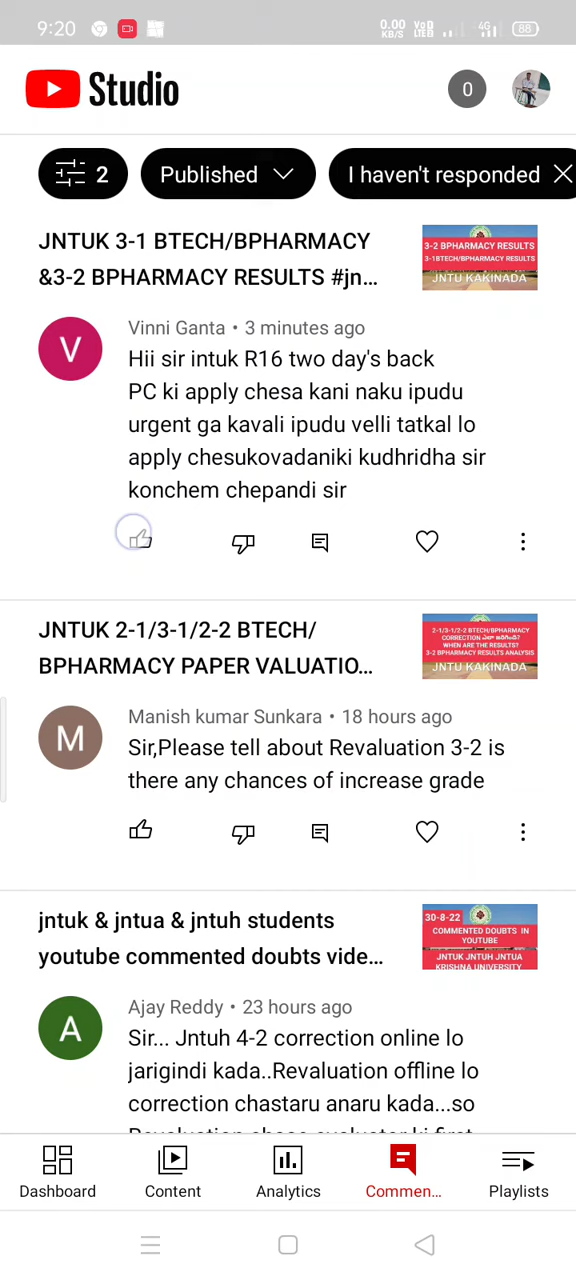 9:20
0.00
KB/S
VoD
LTE2
4G
88
Studio
0
2
Published
I haven't responded
JNTUK 3-1 BTECH/BPHARMACY
&3-2 BPHARMACY RESULTS #jn...
3-2 BPHARMACY RESULTS
3-1BTECH/BPHARMACY RESULTS
JNTU KAKINADA
V
Vinni Ganta • 3 minutes ago
Hii sir intuk R16 two day's back
PC ki apply chesa kani naku ipudu
urgent ga kavali ipudu velli tatkal lo
apply chesukovadaniki kudhridha sir
konchem chepandi sir
JNTUK 2-1/3-1/2-2 BTECH/
BPHARMACY PAPER VALUATIO...
2-1/3-1/2-2 BTECH/BPHARMACY
CORRECTION
WHEN ARE THE RESULTS?
3-2 BPHARMACY RESULTS ANALYSIS
JNTU KAKINADA
M
Manish kumar Sunkara • 18 hours ago
Sir,Please tell about Revaluation 3-2 is
there any chances of increase grade
jntuk & jntua & jntuh students
youtube commented doubts vide...
30-8-22
COMMENTED DOUBTS IN
YOUTUBE
JNTUK JNTUH JNTUA
KRISHNA UNIVERSITY
A
Ajay Reddy • 23 hours ago
Sir... Jntuh 4-2 correction online lo
jarigindi kada..Revaluation offline lo
correction chastaru anaru kada...so
Dashboard
Content
Analytics
Commen...
Playlists